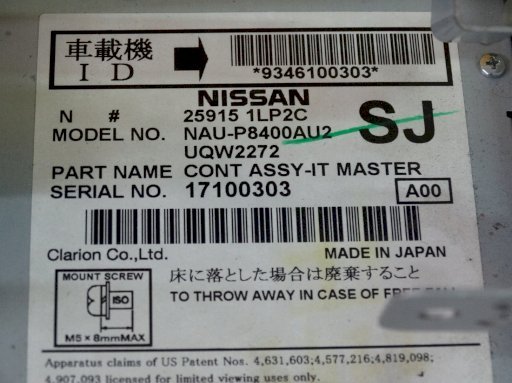 車載機
ID
*9346100303*
NISSAN
N # 25915 1LP2C
MODEL NO. NAU-P8400AU2
SJ
UQW2272
PART NAME CONT ASSY-IT MASTER
SERIAL NO. 17100303
A00
Clarion Co.,Ltd. MADE IN JAPAN
MOUNT SCREW
ISO
M5×8mmMAX
床に落とした場合は廃棄すること
TO THROW AWAY IN CASE OF
Apparatus claims of US Patent Nos. 4,631,603;4,577,216;4,819,098;
4,907,093 licensed for limited viewing uses only.